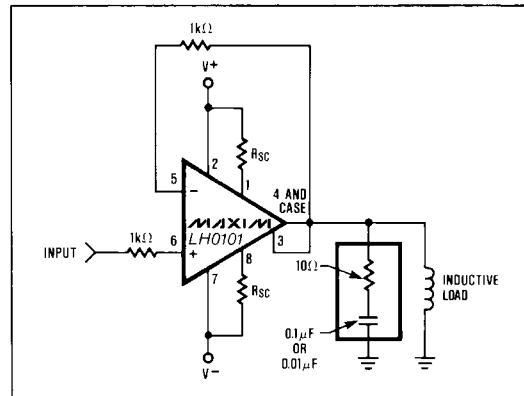 1kΩ
V+
RSC
2
1
5
−
4 AND
CASE
MAXIM
LH0101
3
1kΩ
INPUT
6
+
8
7
RSC
V−
10Ω
0.1µF
OR
0.01µF
INDUCTIVE
LOAD